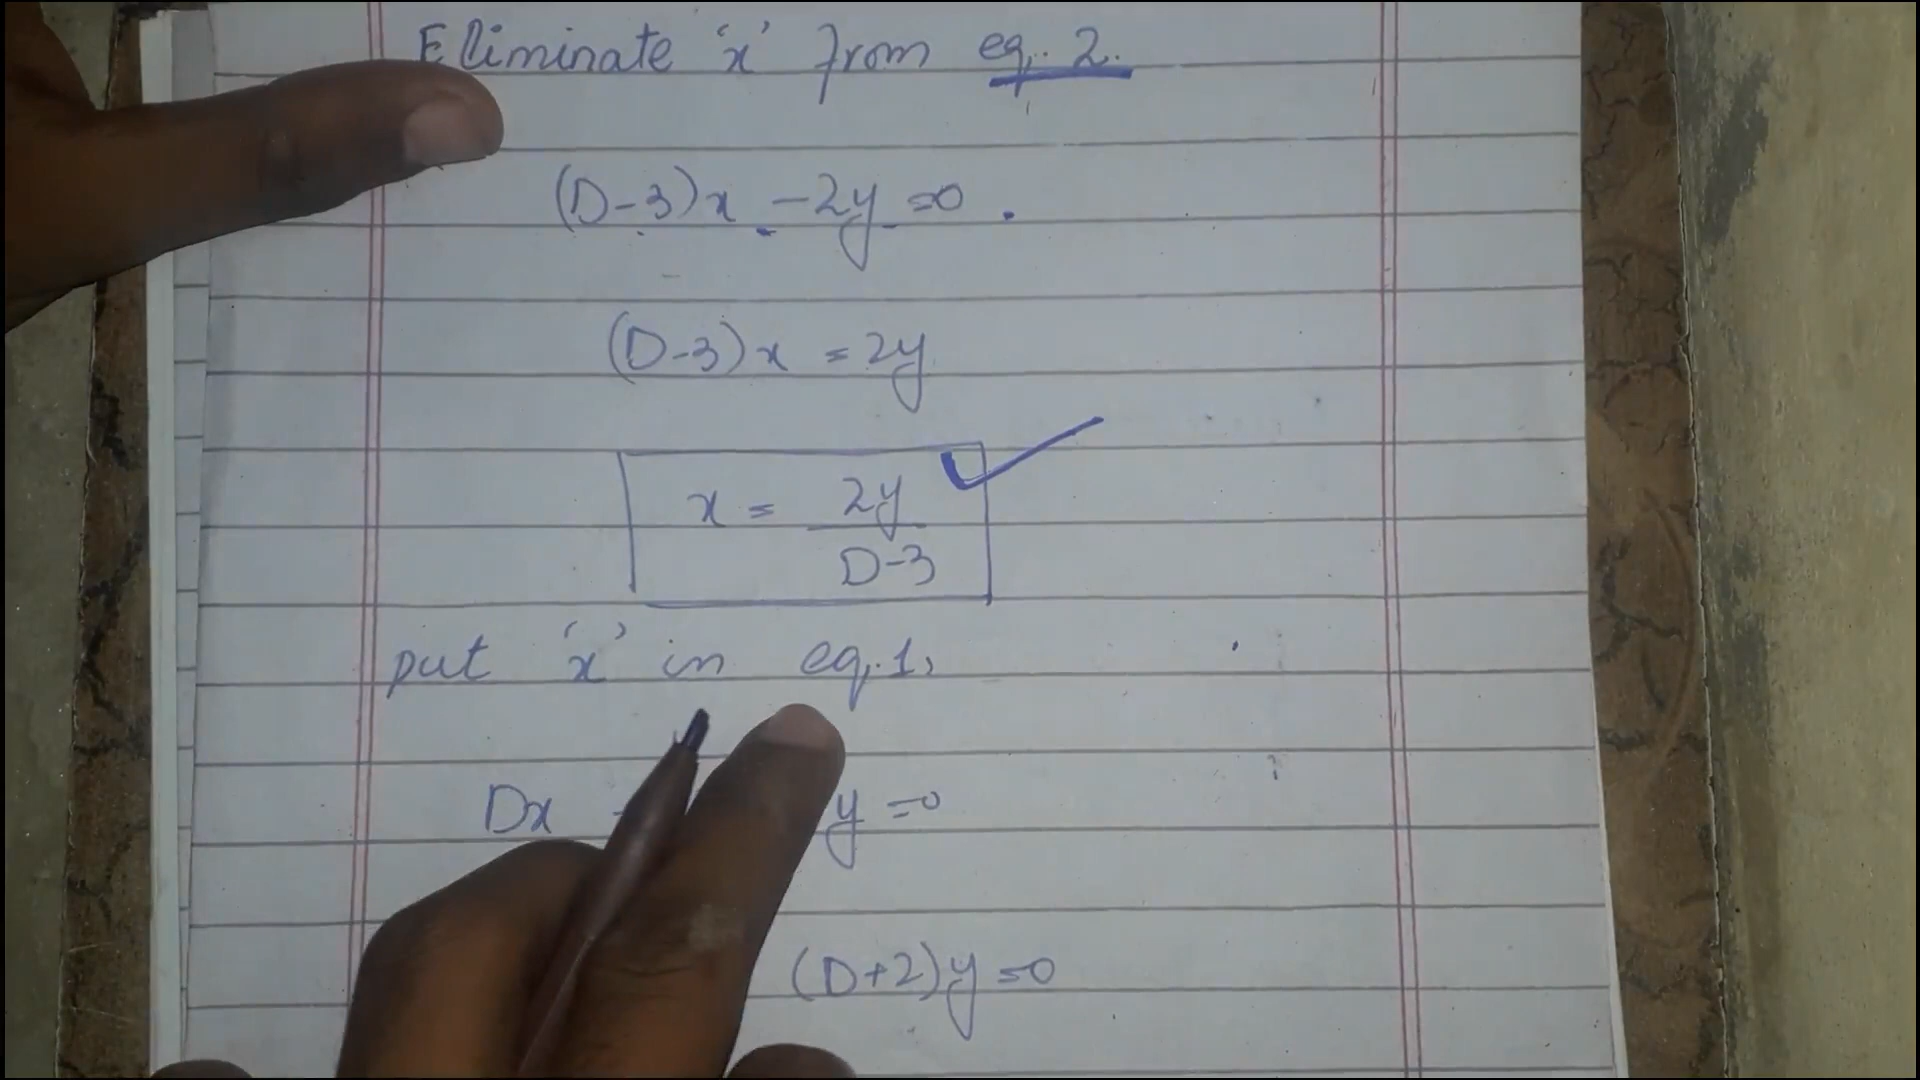 Eliminate 'x' from eq. 2.
(D-3)x - 2y = 0.
(D-3)x = 2y
x = 2y
D-3
put 'x' in eq. 1,
Dx y = 0
(D+2)y = 0